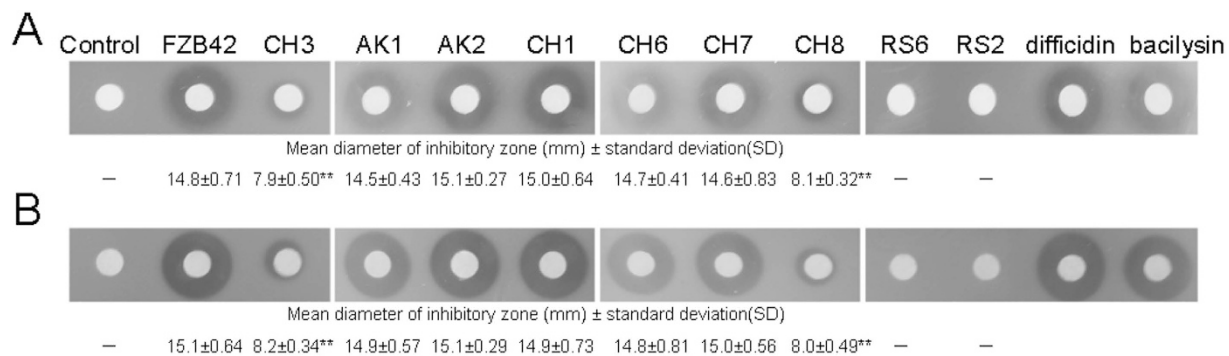 A
Control FZB42 CH3 AK1 AK2 CH1 CH6 CH7 CH8 RS6 RS2 difficidin bacilysin
Mean diameter of inhibitory zone (mm) ± standard deviation(SD)
— 14.8±0.71 7.9±0.50** 14.5±0.43 15.1±0.27 15.0±0.64 14.7±0.41 14.6±0.83 8.1±0.32** — —
B
Mean diameter of inhibitory zone (mm) ± standard deviation(SD)
— 15.1±0.64 8.2±0.34** 14.9±0.57 15.1±0.29 14.9±0.73 14.8±0.81 15.0±0.56 8.0±0.49** — —